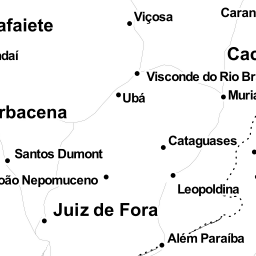 Viçosa
Caran
afaiete
ndaí
Cao
Visconde do Rio Br
Ubá
Muria
rbacena
Cataguases
Santos Dumont
oão Nepomuceno
Leopoldina
Juiz de Fora
Além Paraíba